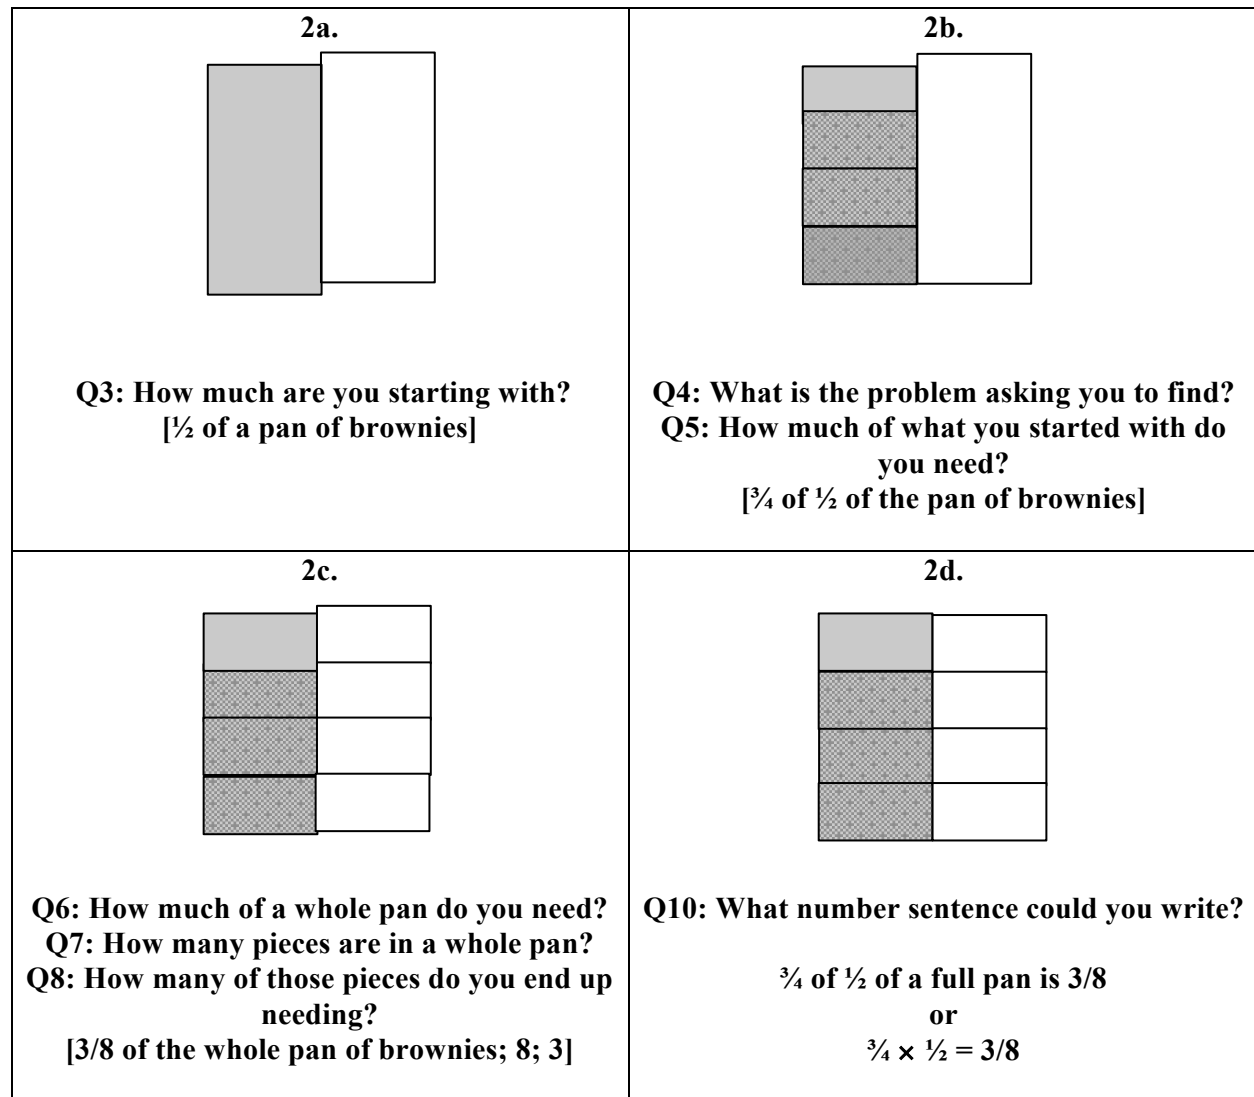 2a.
Q3: How much are you starting with?
[½ of a pan of brownies]
2b.
Q4: What is the problem asking you to find?
Q5: How much of what you started with do
you need?
[¾ of ½ of the pan of brownies]
2c.
Q6: How much of a whole pan do you need?
Q7: How many pieces are in a whole pan?
Q8: How many of those pieces do you end up
needing?
[3/8 of the whole pan of brownies; 8; 3]
2d.
Q10: What number sentence could you write?
¾ of ½ of a full pan is 3/8
or
¾ × ½ = 3/8